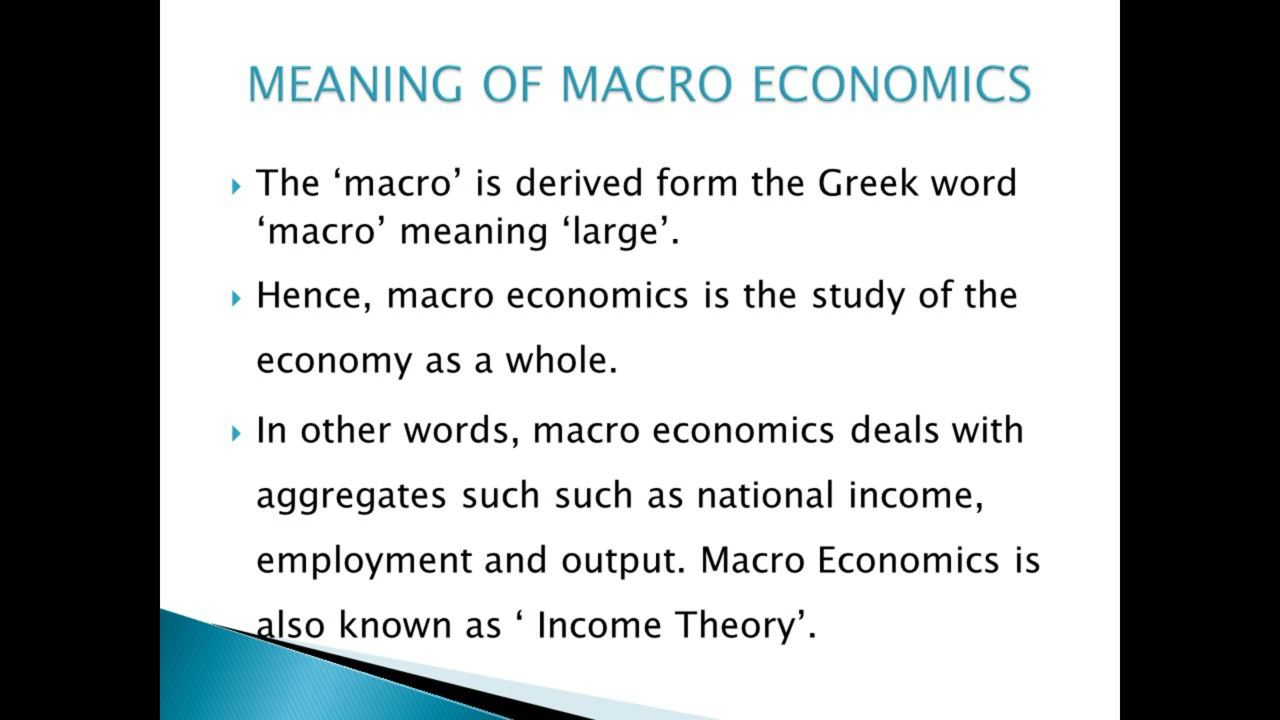 MEANING OF MACRO ECONOMICS
The ‘macro’ is derived form the Greek word
‘macro’ meaning ‘large’.
Hence, macro economics is the study of the
economy as a whole.
In other words, macro economics deals with
aggregates such such as national income,
employment and output. Macro Economics is
also known as ‘ Income Theory’.